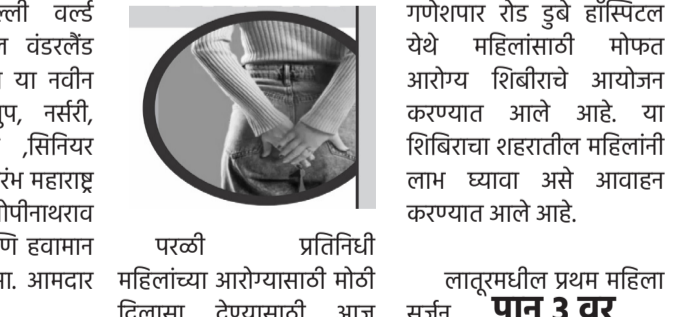 ल्ली वर्ल्ड
वंडरलैंड
या नवीन
नर्सरी,
,सिनियर
महाराष्ट्र
हवामान
आमदार
परळी प्रतिनिधी
महिलांच्या आरोग्यासाठी मोठी
दिलासा देण्यासाठी आज
गणेशपार रोड डुबे हॉस्पिटल
येथे महिलांसाठी मोफत
आरोग्य शिबीराचे आयोजन
करण्यात आले आहे. या
शिबिराचा शहरातील महिलांनी
लाभ घ्यावा असे आवाहन
करण्यात आले आहे.
लातूरमधील प्रथम महिला
सर्जन पान 3 वर